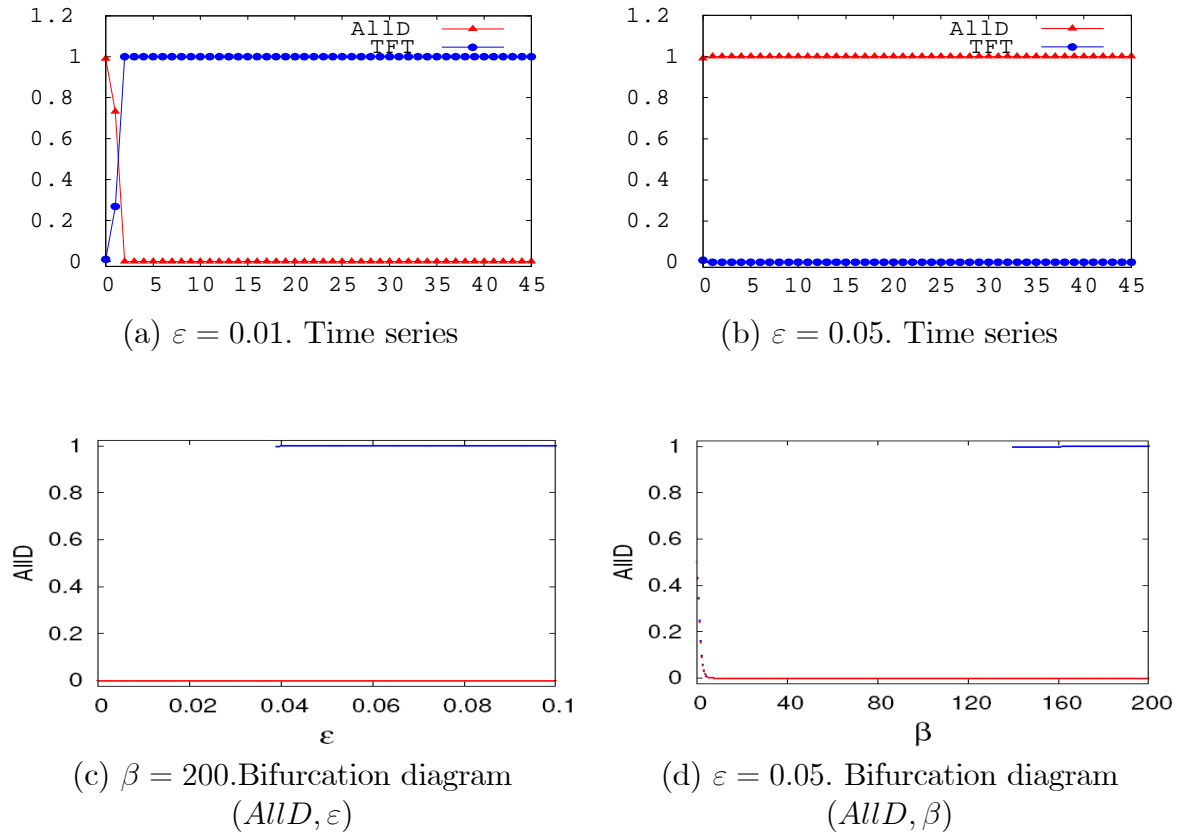 1.2
1
0.8
0.6
0.4
0.2
0
AllD
TFT
0 5 10 15 20 25 30 35 40 45
(a) ε = 0.01. Time series
1.2
1
0.8
0.6
0.4
0.2
0
AllD
TFT
0 5 10 15 20 25 30 35 40 45
(b) ε = 0.05. Time series
1
0.8
0.6
0.4
0.2
0
AllD
0 0.02 0.04 0.06 0.08 0.1
ε
(c) β = 200.Bifurcation diagram
(AllD, ε)
1
0.8
0.6
0.4
0.2
0
AllD
0 40 80 120 160 200
β
(d) ε = 0.05. Bifurcation diagram
(AllD, β)